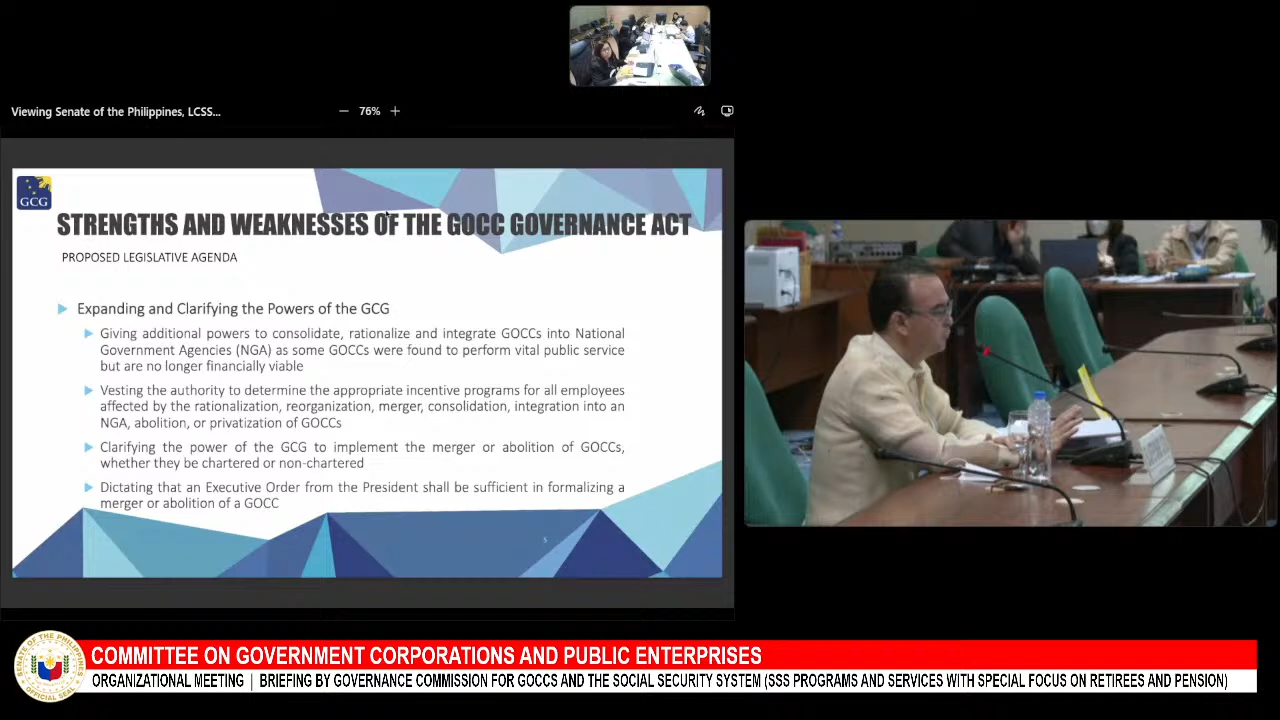 Viewing Senate of the Philippines, LCSS...
76%
GCG
STRENGTHS AND WEAKNESSES OF THE GOCC GOVERNANCE ACT
PROPOSED LEGISLATIVE AGENDA
Expanding and Clarifying the Powers of the GCG
Giving additional powers to consolidate, rationalize and integrate GOCCs into National
Government Agencies (NGA) as some GOCCs were found to perform vital public service
but are no longer financially viable
Vesting the authority to determine the appropriate incentive programs for all employees
affected by the rationalization, reorganization, merger, consolidation, integration into an
NGA, abolition, or privatization of GOCCs
Clarifying the power of the GCG to implement the merger or abolition of GOCCs,
whether they be chartered or non-chartered
Dictating that an Executive Order from the President shall be sufficient in formalizing a
merger or abolition of a GOCC
5
SENATE OF THE PHILIPPINES
OFFICIAL SEAL
COMMITTEE ON GOVERNMENT CORPORATIONS AND PUBLIC ENTERPRISES
ORGANIZATIONAL MEETING | BRIEFING BY GOVERNANCE COMMISSION FOR GOCCS AND THE SOCIAL SECURITY SYSTEM (SSS PROGRAMS AND SERVICES WITH SPECIAL FOCUS ON RETIREES AND PENSION)